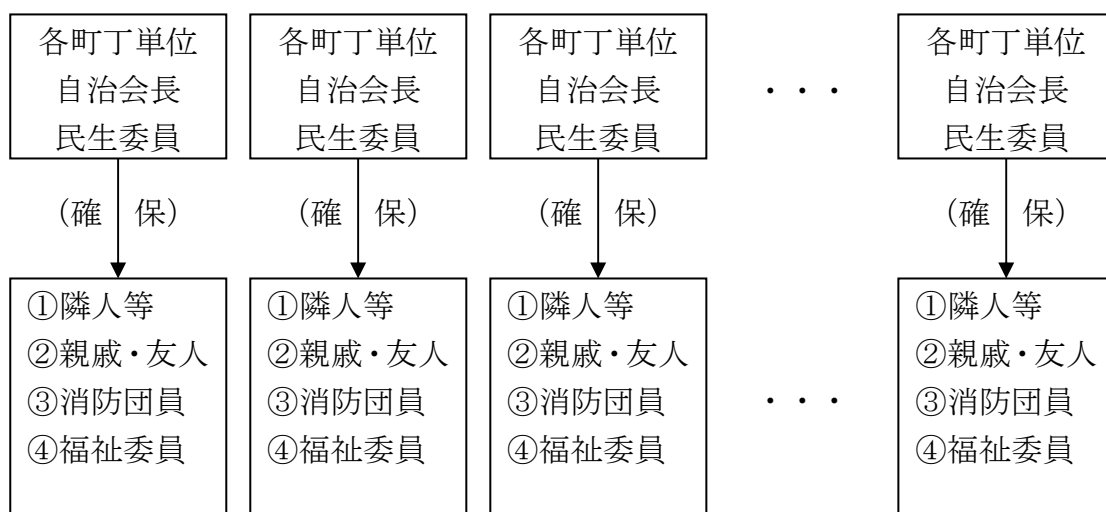 各町丁単位
自治会長
民生委員
各町丁単位
自治会長
民生委員
各町丁単位
自治会長
民生委員
・・・
各町丁単位
自治会長
民生委員
（確 保）
（確 保）
（確 保）
（確 保）
①隣人等
②親戚・友人
③消防団員
④福祉委員
①隣人等
②親戚・友人
③消防団員
④福祉委員
①隣人等
②親戚・友人
③消防団員
④福祉委員
・・・
①隣人等
②親戚・友人
③消防団員
④福祉委員